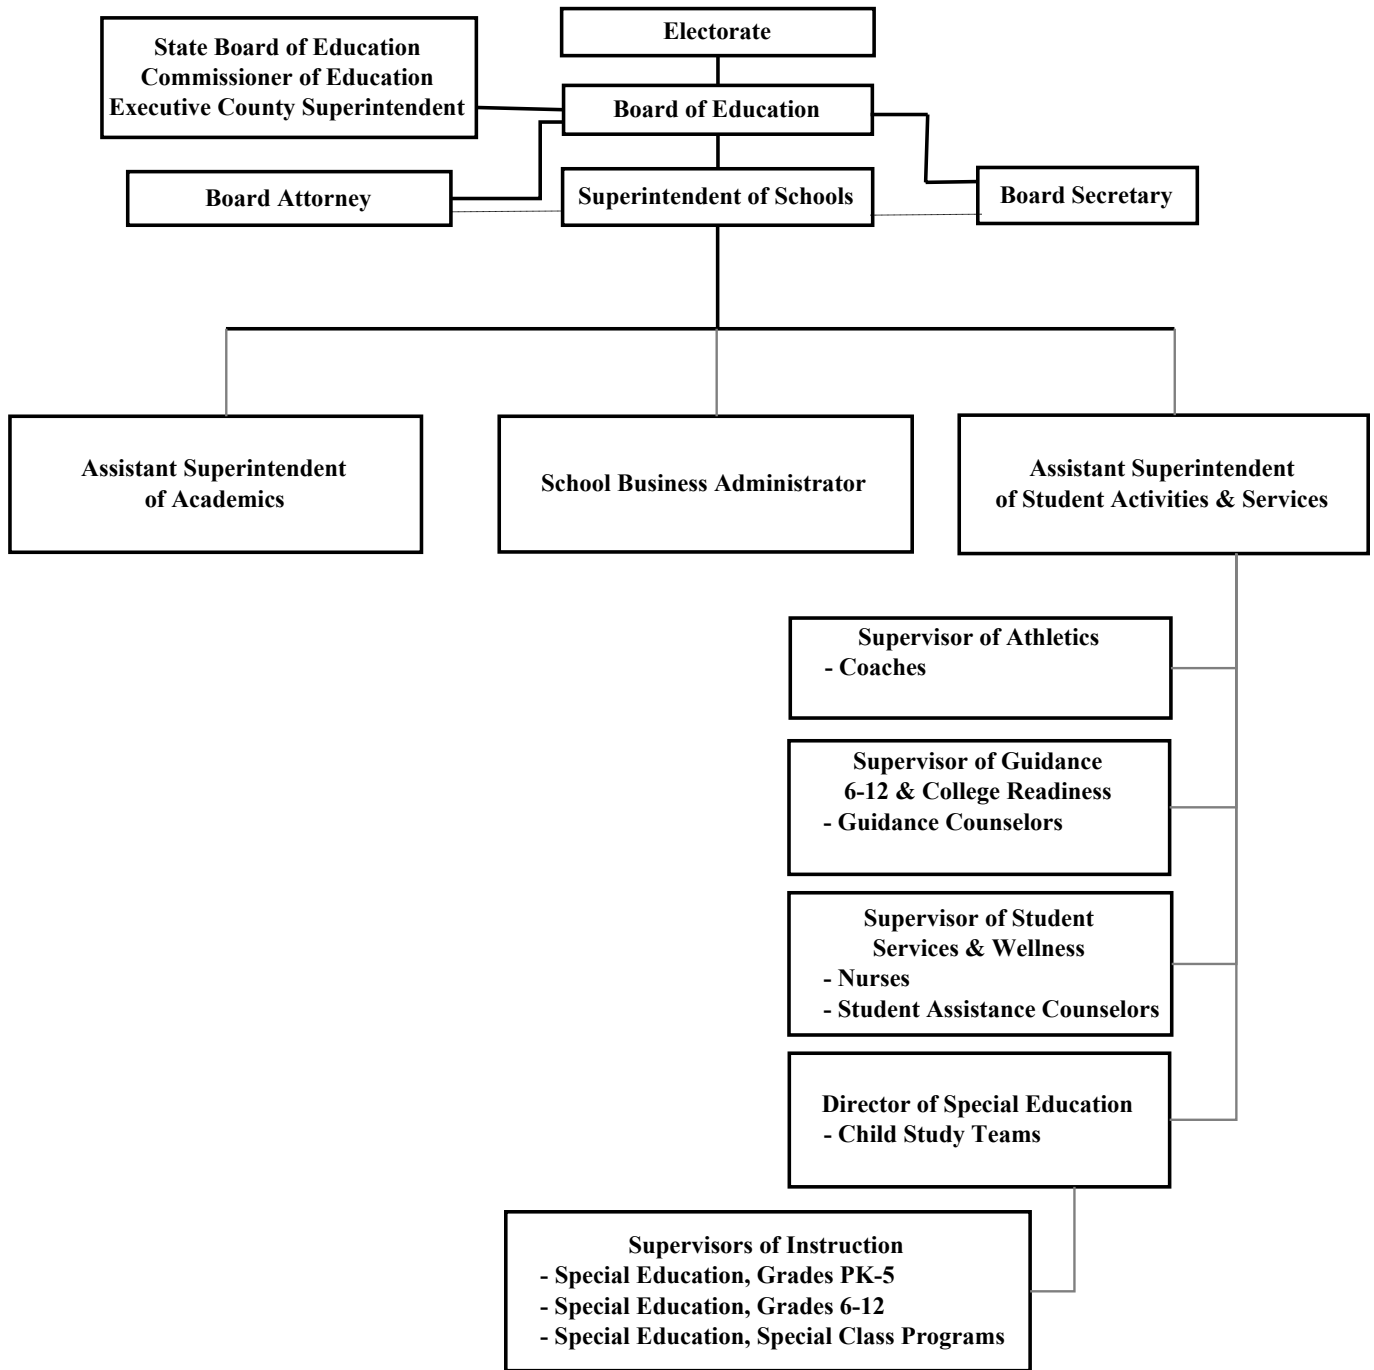 Electorate
State Board of Education
Commissioner of Education
Executive County Superintendent
Board of Education
Board Attorney
Superintendent of Schools
Board Secretary
Assistant Superintendent
of Academics
School Business Administrator
Assistant Superintendent
of Student Activities & Services
Supervisor of Athletics
- Coaches
Supervisor of Guidance
6-12 & College Readiness
- Guidance Counselors
Supervisor of Student
Services & Wellness
- Nurses
- Student Assistance Counselors
Director of Special Education
- Child Study Teams
Supervisors of Instruction
- Special Education, Grades PK-5
- Special Education, Grades 6-12
- Special Education, Special Class Programs